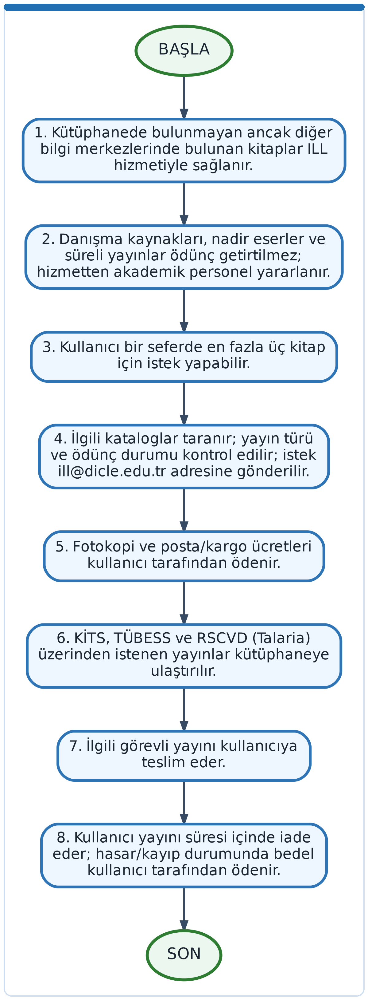 BAŞLA
1. Kütüphanede bulunmayan ancak diğer
bilgi merkezlerinde bulunan kitaplar ILL
hizmetiyle sağlanır.
2. Danışma kaynakları, nadir eserler ve
süreli yayınlar ödünç getirtilmez;
hizmetten akademik personel yararlanır.
3. Kullanıcı bir seferde en fazla üç kitap
için istek yapabilir.
4. İlgili kataloglar taranır; yayın türü
ve ödünç durumu kontrol edilir; istek
ill@dicle.edu.tr adresine gönderilir.
5. Fotokopi ve posta/kargo ücretleri
kullanıcı tarafından ödenir.
6. KİTS, TÜBESS ve RSCVD (Talaria)
üzerinden istenen yayınlar kütüphaneye
ulaştırılır.
7. İlgili görevli yayını kullanıcıya
teslim eder.
8. Kullanıcı yayını süresi içinde iade
eder; hasar/kayıp durumunda bedel
kullanıcı tarafından ödenir.
SON